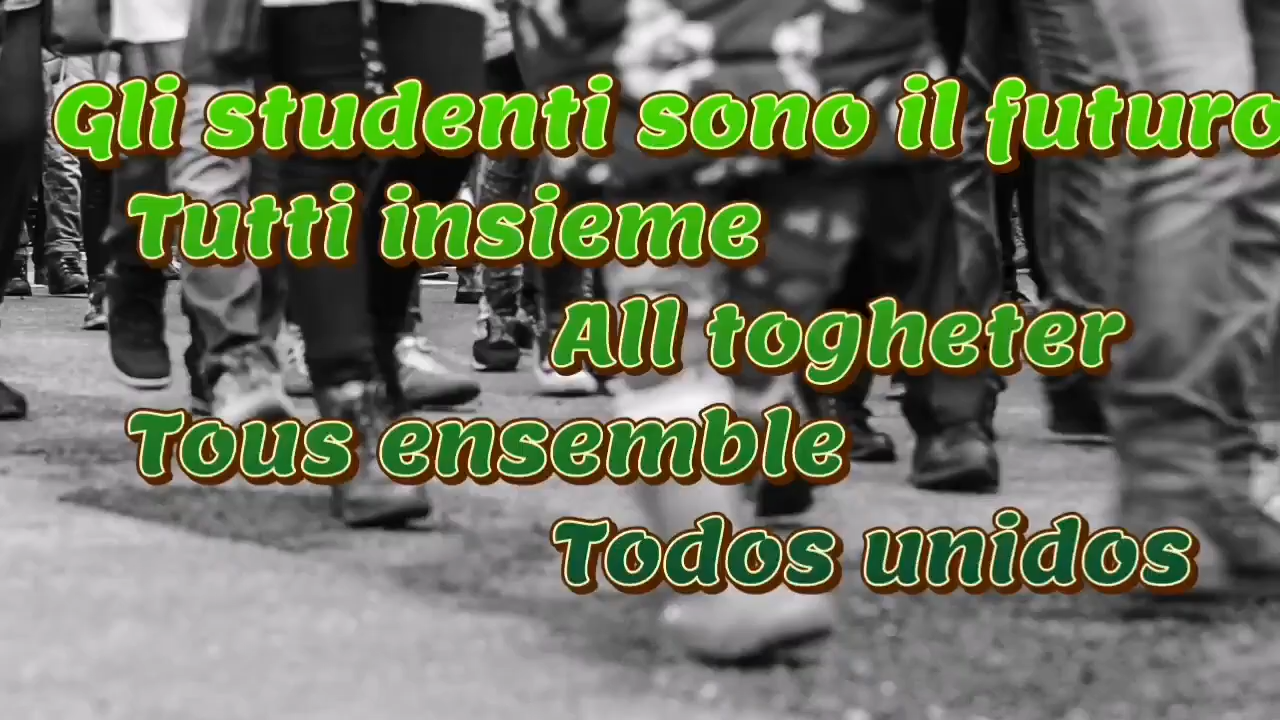 Gli studenti sono il futuro
Tutti insieme
All togheter
Tous ensemble
Todos unidos